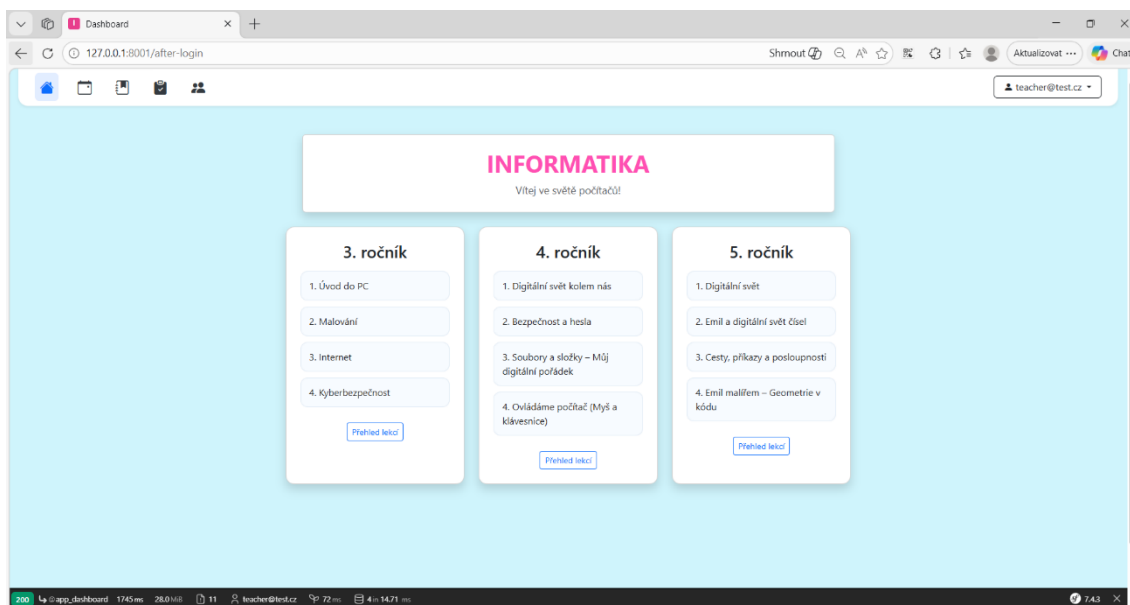 Dashboard
127.0.0.1:8001/after-login
Shrnout
Aktualizovat
Chat
teacher@test.cz
INFORMATIKA
Vítej ve světě počítačů!
3. ročník
1. Úvod do PC
2. Malování
3. Internet
4. Kyberbezpečnost
Přehled lekcí
4. ročník
1. Digitální svět kolem nás
2. Bezpečnost a hesla
3. Soubory a složky – Můj
digitální pořádek
4. Ovládáme počítač (Myš a
klávesnice)
Přehled lekcí
5. ročník
1. Digitální svět
2. Emil a digitální svět čísel
3. Cesty, příkazy a posloupnosti
4. Emil malířem – Geometrie v
kódu
Přehled lekcí
200 @app_dashboard 1745 ms 28.0 MiB 11 teacher@test.cz 72 ms 4 in 14.71 ms 7.4.3